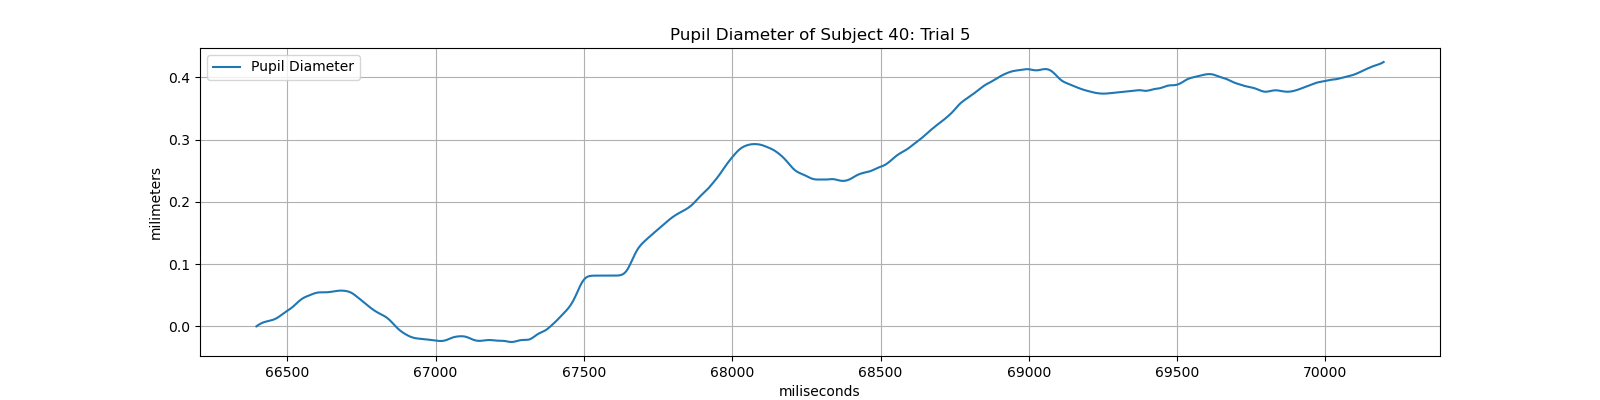 Pupil Diameter of Subject 40: Trial 5
Pupil Diameter
0.4
0.3
0.2
0.1
0.0
milimeters
66500 67000 67500 68000 68500 69000 69500 70000
miliseconds